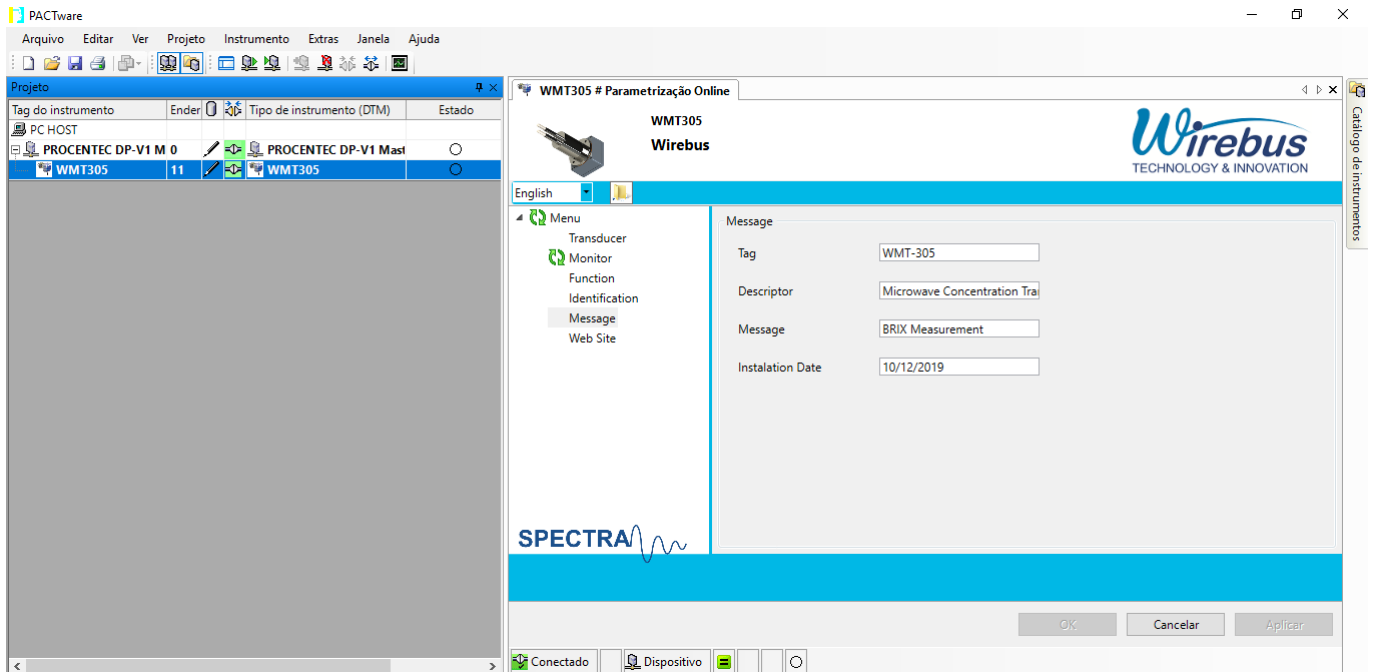 PACTware
Arquivo Editar Ver Projeto Instrumento Extras Janela Ajuda
Projeto
Tag do instrumento Ender Tipo de instrumento (DTM) Estado
PC HOST
PROCENTEC DP-V1 M 0 PROCENTEC DP-V1 Mast
WMT305 11 WMT305
WMT305 # Parametrização Online
WMT305
Wirebus
Wirebus
TECHNOLOGY & INNOVATION
English
Menu
Transducer
Monitor
Function
Identification
Message
Web Site
SPECTRA
Message
Tag WMT-305
Descriptor Microwave Concentration Tra
Message BRIX Measurement
Instalation Date 10/12/2019
OK Cancelar Aplicar
Conectado Dispositivo
Catálogo de instrumentos